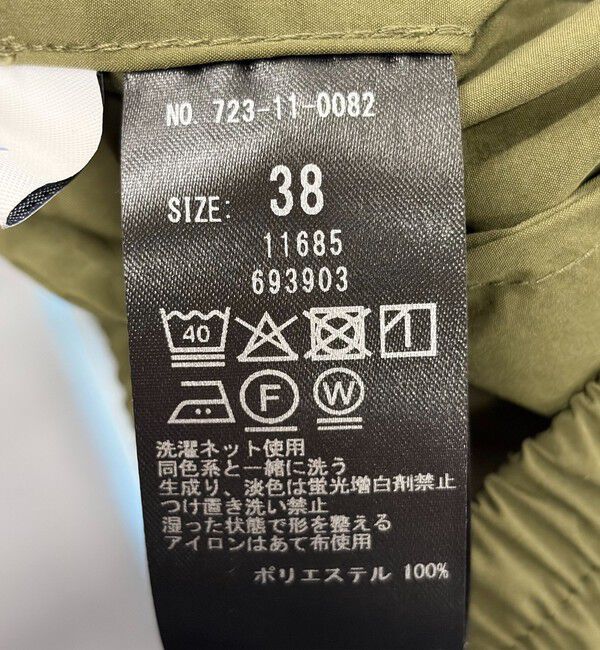 NO. 723-11-0082
SIZE: 38
11685
693903
40
F W
洗濯ネット使用
同色系と一緒に洗う
生成り、淡色は蛍光増白剤禁止
つけ置き洗い禁止
湿った状態で形を整える
アイロンはあて布使用
ポリエステル 100%